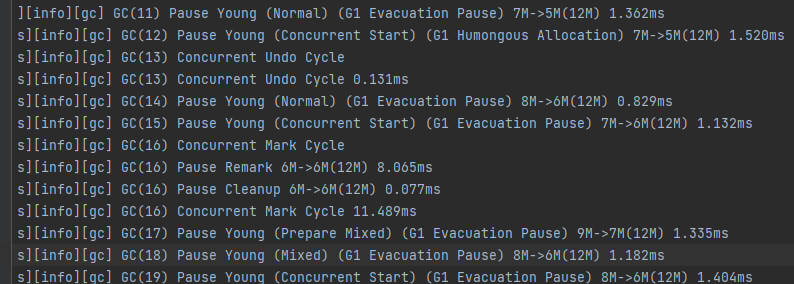 ][info][gc] GC(11) Pause Young (Normal) (G1 Evacuation Pause) 7M->5M(12M) 1.362ms
s][info][gc] GC(12) Pause Young (Concurrent Start) (G1 Humongous Allocation) 7M->5M(12M) 1.520ms
s][info][gc] GC(13) Concurrent Undo Cycle
s][info][gc] GC(13) Concurrent Undo Cycle 0.131ms
s][info][gc] GC(14) Pause Young (Normal) (G1 Evacuation Pause) 8M->6M(12M) 0.829ms
s][info][gc] GC(15) Pause Young (Concurrent Start) (G1 Evacuation Pause) 7M->6M(12M) 1.132ms
s][info][gc] GC(16) Concurrent Mark Cycle
s][info][gc] GC(16) Pause Remark 6M->6M(12M) 8.065ms
s][info][gc] GC(16) Pause Cleanup 6M->6M(12M) 0.077ms
s][info][gc] GC(16) Concurrent Mark Cycle 11.489ms
s][info][gc] GC(17) Pause Young (Prepare Mixed) (G1 Evacuation Pause) 9M->7M(12M) 1.335ms
s][info][gc] GC(18) Pause Young (Mixed) (G1 Evacuation Pause) 8M->6M(12M) 1.182ms
s][info][gc] GC(19) Pause Young (Concurrent Start) (G1 Evacuation Pause) 8M->6M(12M) 1.404ms